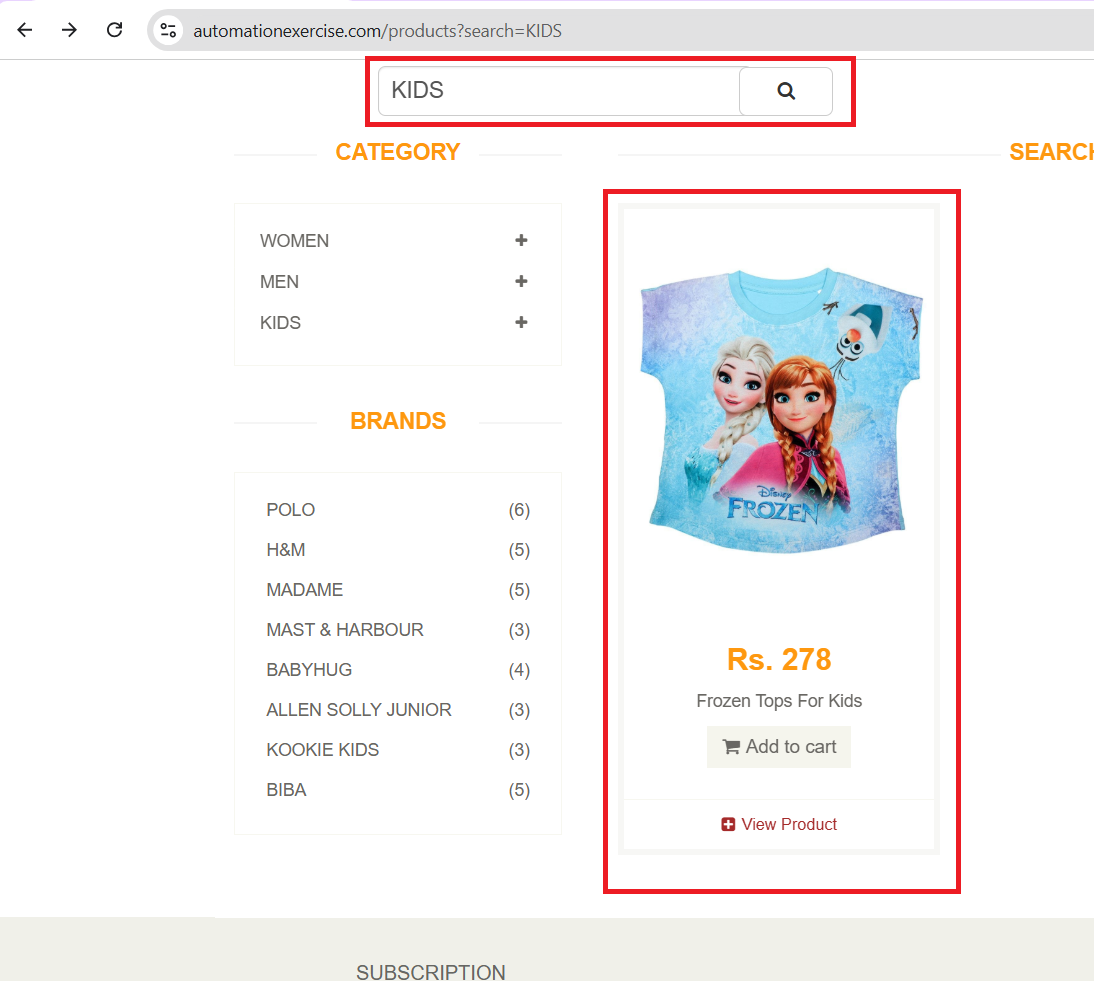 automationexercise.com/products?search=KIDS
KIDS
CATEGORY
WOMEN
MEN
KIDS
BRANDS
POLO (6)
H&M (5)
MADAME (5)
MAST & HARBOUR (3)
BABYHUG (4)
ALLEN SOLLY JUNIOR (3)
KOOKIE KIDS (3)
BIBA (5)
SEARCH
Disney
FROZEN
Rs. 278
Frozen Tops For Kids
Add to cart
View Product
SUBSCRIPTION